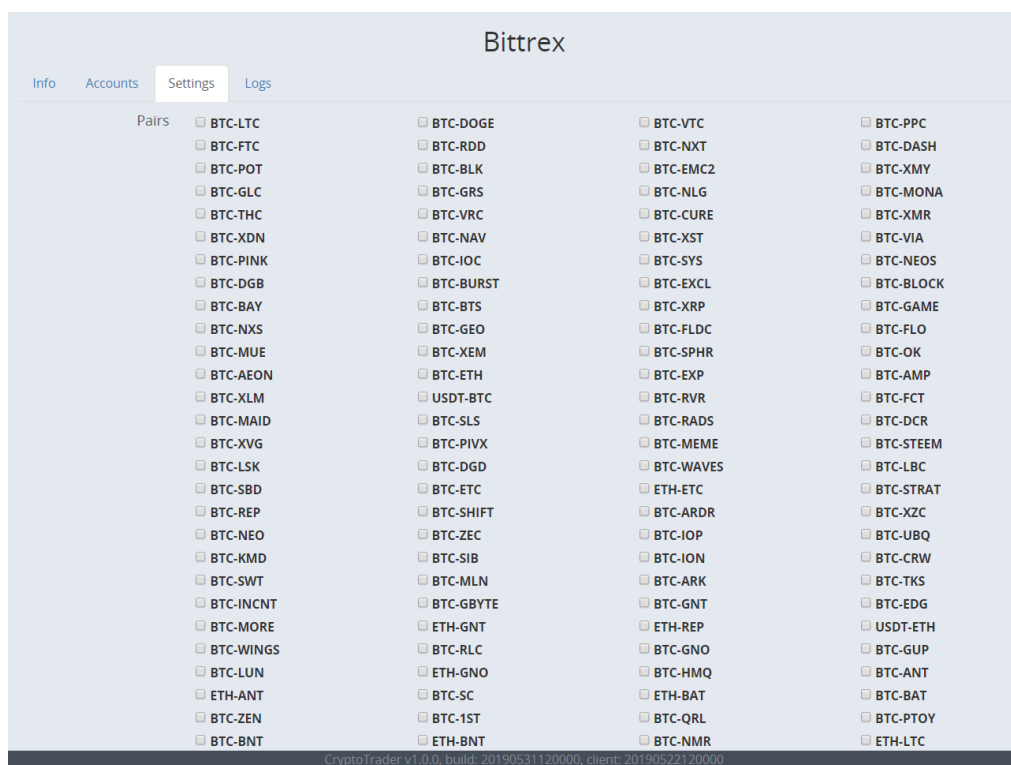 Bittrex
Info Accounts Settings Logs
Pairs BTC-LTC BTC-DOGE BTC-VTC BTC-PPC
BTC-FTC BTC-RDD BTC-NXT BTC-DASH
BTC-POT BTC-BLK BTC-EMC2 BTC-XMY
BTC-GLC BTC-GRS BTC-NLG BTC-MONA
BTC-THC BTC-VRC BTC-CURE BTC-XMR
BTC-XDN BTC-NAV BTC-XST BTC-VIA
BTC-PINK BTC-IOC BTC-SYS BTC-NEOS
BTC-DGB BTC-BURST BTC-EXCL BTC-BLOCK
BTC-BAY BTC-BTS BTC-XRP BTC-GAME
BTC-NXS BTC-GEO BTC-FLDC BTC-FLO
BTC-MUE BTC-XEM BTC-SPHR BTC-OK
BTC-AEON BTC-ETH BTC-EXP BTC-AMP
BTC-XLM USDT-BTC BTC-RVR BTC-FCT
BTC-MAID BTC-SLS BTC-RADS BTC-DCR
BTC-XVG BTC-PIVX BTC-MEME BTC-STEEM
BTC-LSK BTC-DGD BTC-WAVES BTC-LBC
BTC-SBD BTC-ETC ETH-ETC BTC-STRAT
BTC-REP BTC-SHIFT BTC-ARDR BTC-XZC
BTC-NEO BTC-ZEC BTC-IOP BTC-UBQ
BTC-KMD BTC-SIB BTC-ION BTC-CRW
BTC-SWT BTC-MLN BTC-ARK BTC-TKS
BTC-INCNT BTC-GBYTE BTC-GNT BTC-EDG
BTC-MORE ETH-GNT ETH-REP USDT-ETH
BTC-WINGS BTC-RLC BTC-GNO BTC-GUP
BTC-LUN ETH-GNO BTC-HMQ BTC-ANT
ETH-ANT BTC-SC ETH-BAT BTC-BAT
BTC-ZEN BTC-1ST BTC-QRL BTC-PTOY
BTC-BNT ETH-BNT BTC-NMR ETH-LTC
CryptoTrader v1.0.0, build: 20190531120000, client: 20190522120000